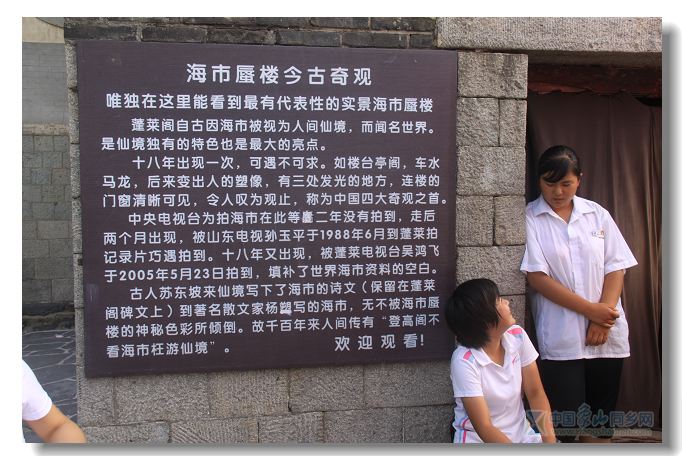 海市蜃楼今古奇观
唯独在这里能看到最有代表性的实景海市蜃楼
蓬莱阁自古因海市被视为人间仙境，而闻名世界。
是仙境独有的特色也是最大的亮点。
十八年出现一次，可遇不可求。如楼台亭阁，车水
马龙，后来变出人的塑像，有三处发光的地方，连楼的
门窗清晰可见，令人叹为观止，称为中国四大奇观之首。
中央电视台为拍海市在此等二年没有拍到，走后
两个月出现，被山东电视孙玉平于1988年6月到蓬莱拍
记录片巧遇拍到。十八年又出现，被蓬莱电视台吴鸿飞
于2005年5月23日拍到，填补了世界海市资料的空白。
古人苏东坡来仙境写下了海市的诗文（保留在蓬莱
阁碑文上）到著名散文家杨塑写的海市，无不被海市蜃
楼的神秘色彩所倾倒。故千百年来人间传有“登高阁不
看海市枉游仙境”。 欢迎观看！
中国象山同乡网